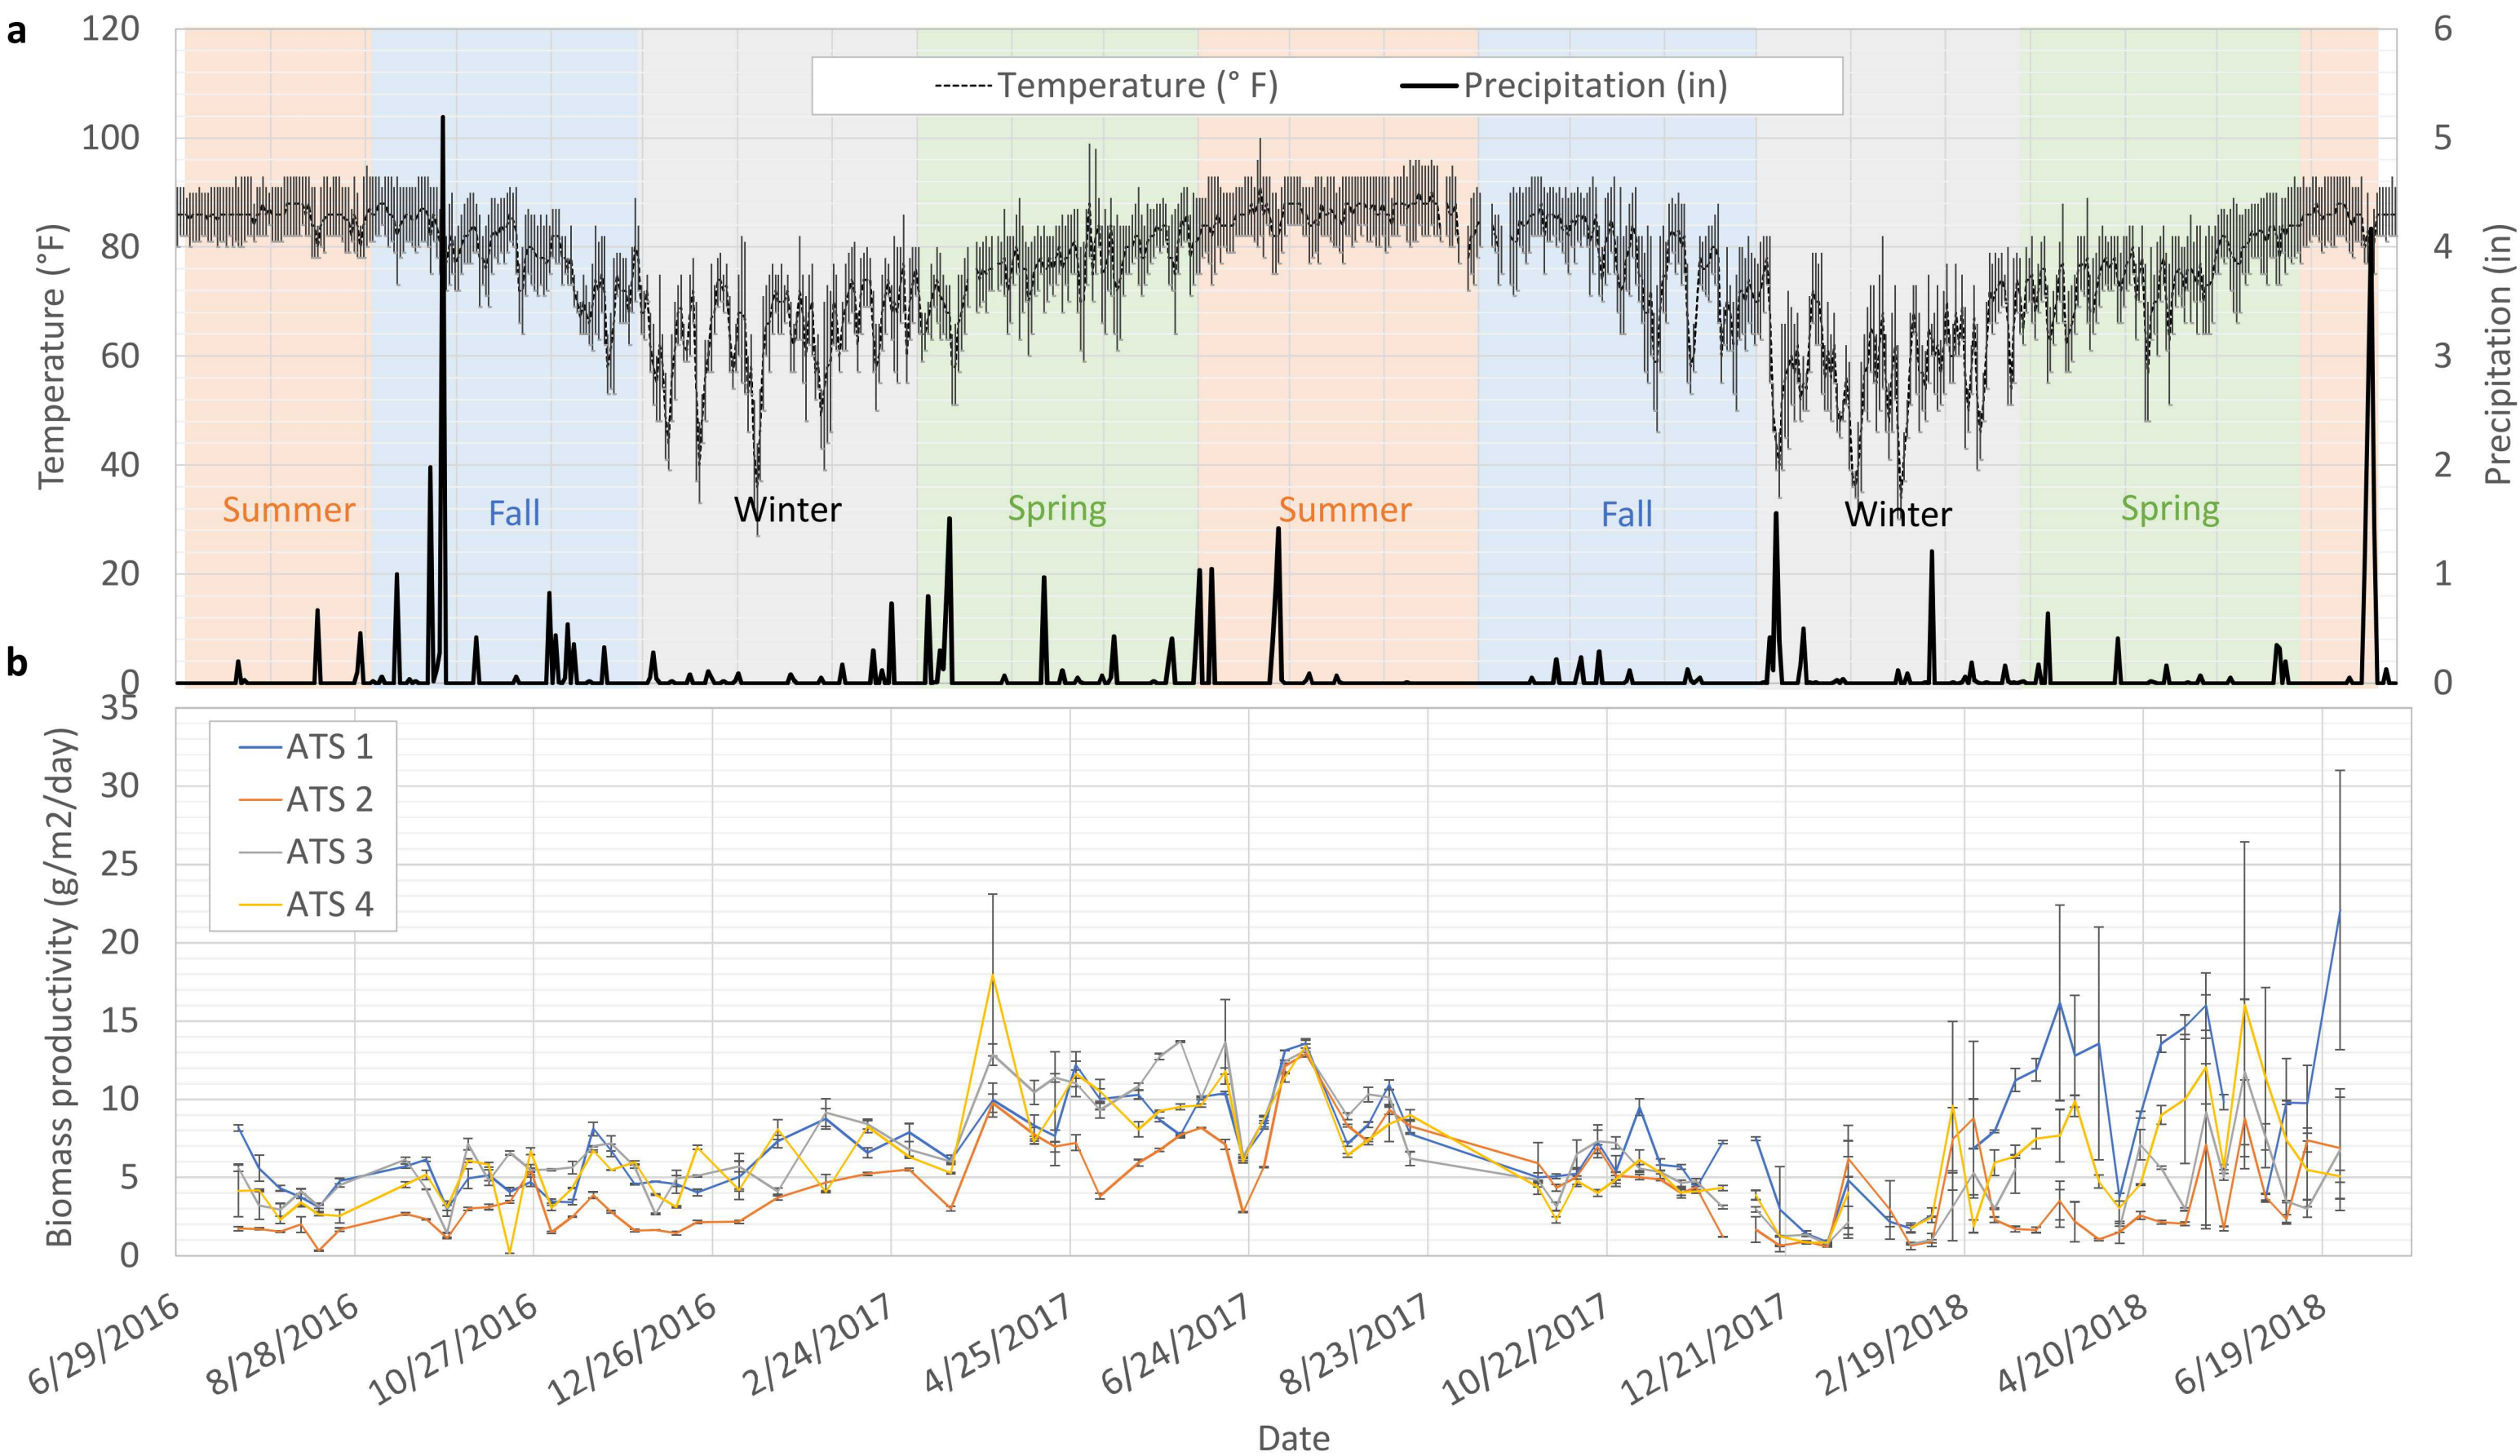 a
120
100
80
60
40
20
0
Temperature (°F)
6
5
4
3
2
1
0
Precipitation (in)
Temperature (° F)
Precipitation (in)
Summer
Fall
Winter
Spring
Summer
Fall
Winter
Spring
b
35
30
25
20
15
10
5
0
Biomass productivity (g/m2/day)
ATS 1
ATS 2
ATS 3
ATS 4
6/29/2016
8/28/2016
10/27/2016
12/26/2016
2/24/2017
4/25/2017
6/24/2017
8/23/2017
10/22/2017
12/21/2017
2/19/2018
4/20/2018
6/19/2018
Date